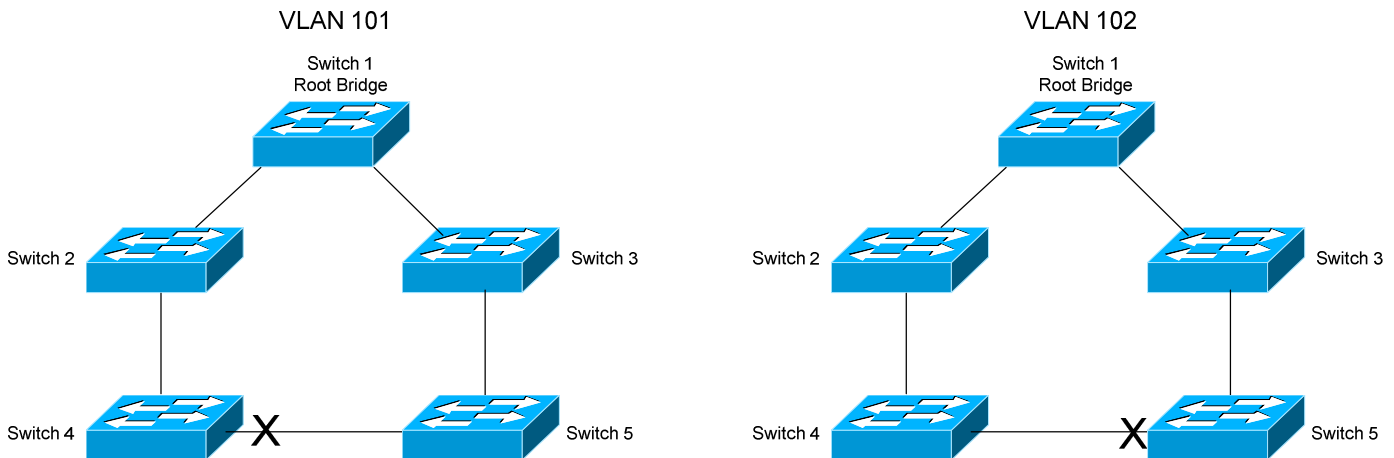 VLAN 101
Switch 1
Root Bridge
Switch 2
Switch 3
Switch 4
X
Switch 5
VLAN 102
Switch 1
Root Bridge
Switch 2
Switch 3
Switch 4
X
Switch 5